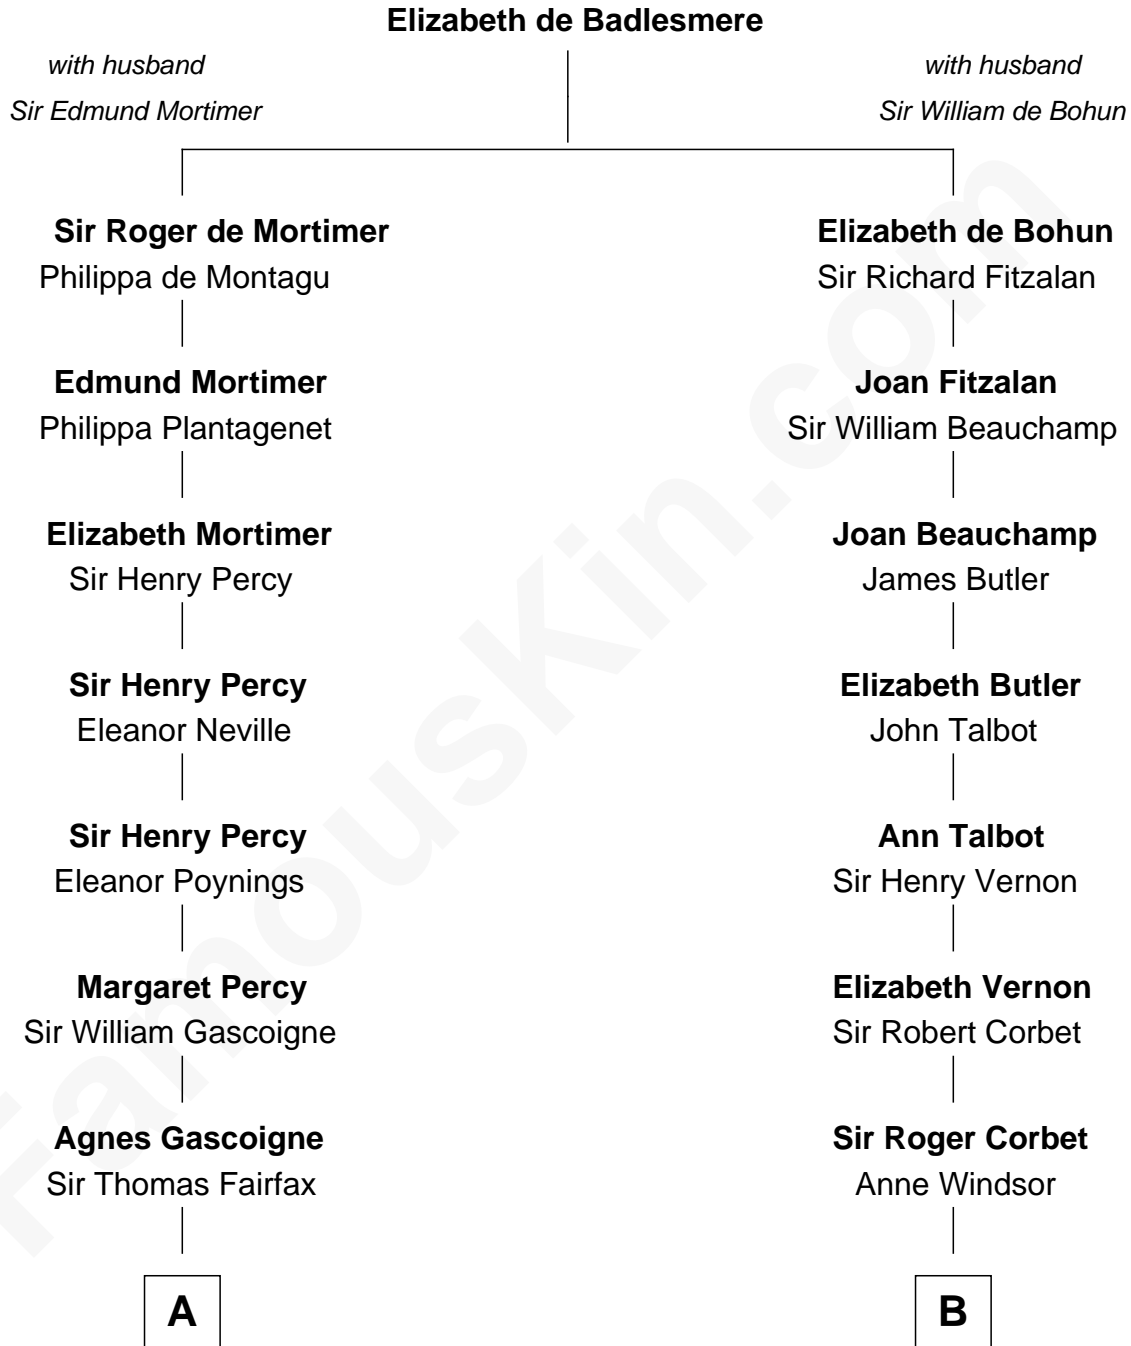 Elizabeth de Badlesmere
with husband
Sir Edmund Mortimer
with husband
Sir William de Bohun
Sir Roger de Mortimer
Philippa de Montagu
Elizabeth de Bohun
Sir Richard Fitzalan
Edmund Mortimer
Philippa Plantagenet
Joan Fitzalan
Sir William Beauchamp
Elizabeth Mortimer
Sir Henry Percy
Joan Beauchamp
James Butler
Sir Henry Percy
Eleanor Neville
Elizabeth Butler
John Talbot
Sir Henry Percy
Eleanor Poynings
Ann Talbot
Sir Henry Vernon
Margaret Percy
Sir William Gascoigne
Elizabeth Vernon
Sir Robert Corbet
Agnes Gascoigne
Sir Thomas Fairfax
Sir Roger Corbet
Anne Windsor
A
B
FamousKin.com